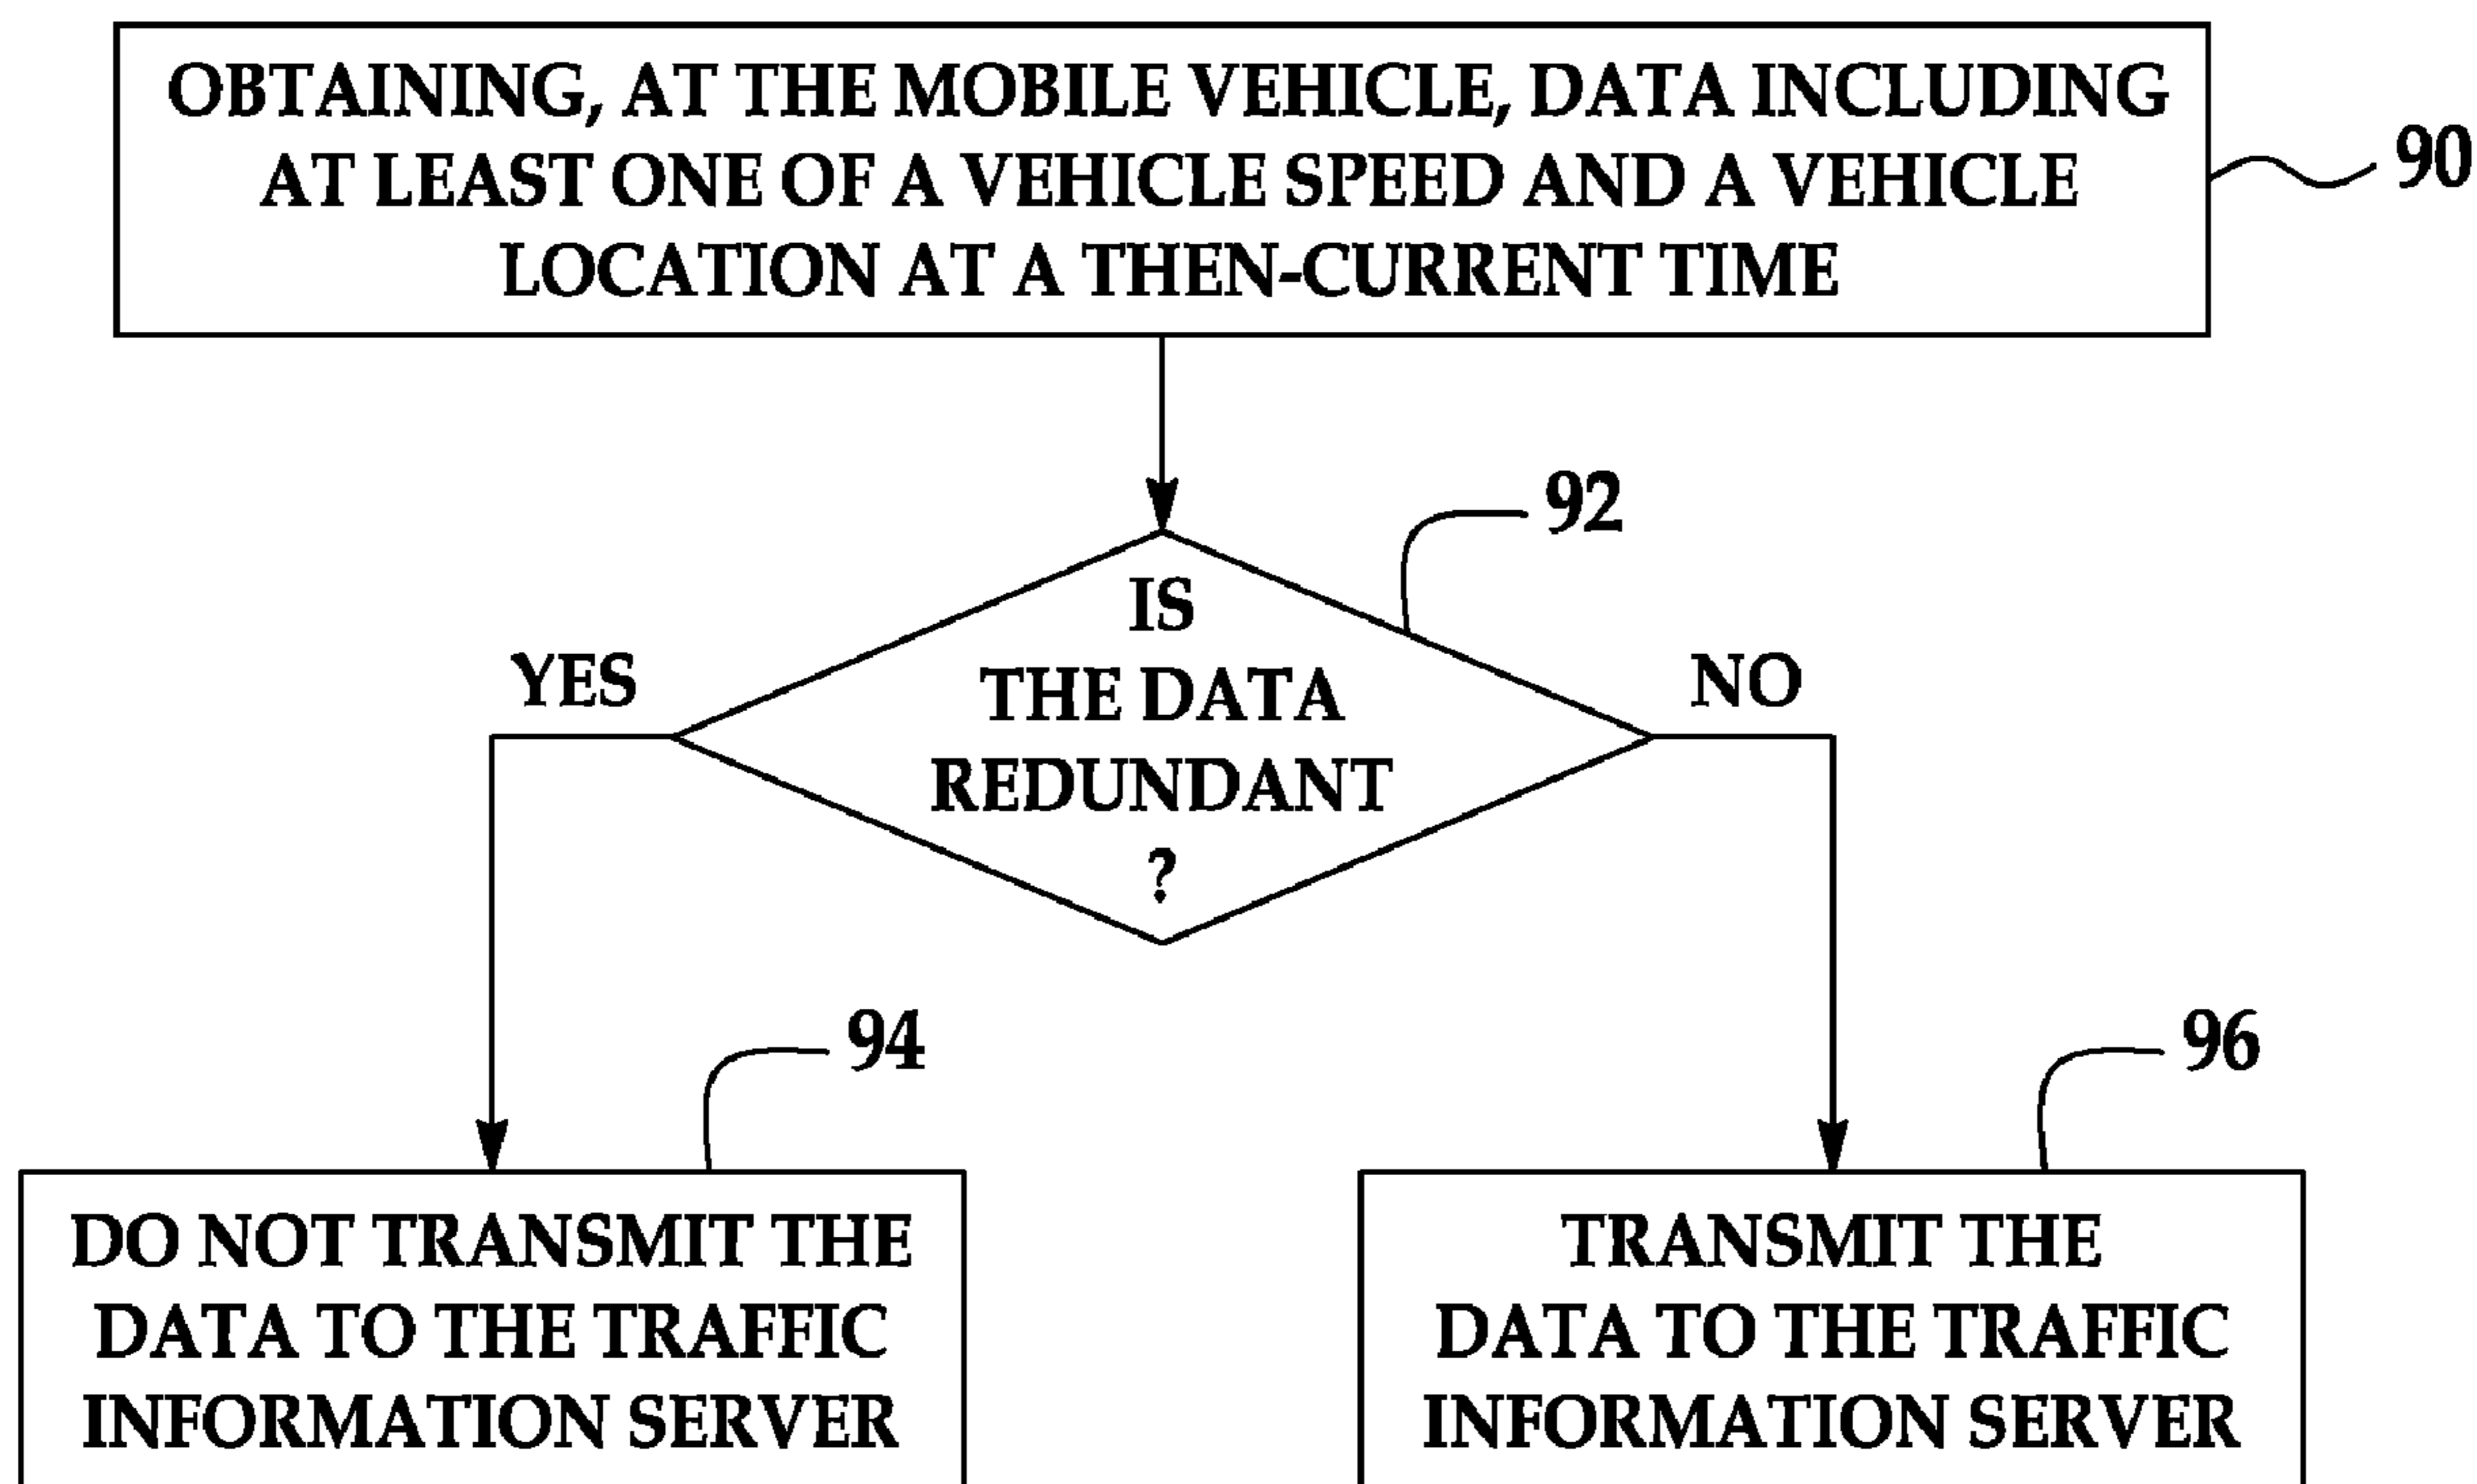 OBTAINING, AT THE MOBILE VEHICLE, DATA INCLUDING
AT LEAST ONE OF A VEHICLE SPEED AND A VEHICLE
LOCATION AT A THEN-CURRENT TIME
90
92
IS
THE DATA
REDUNDANT
?
YES
NO
94
96
DO NOT TRANSMIT THE
DATA TO THE TRAFFIC
INFORMATION SERVER
TRANSMIT THE
DATA TO THE TRAFFIC
INFORMATION SERVER